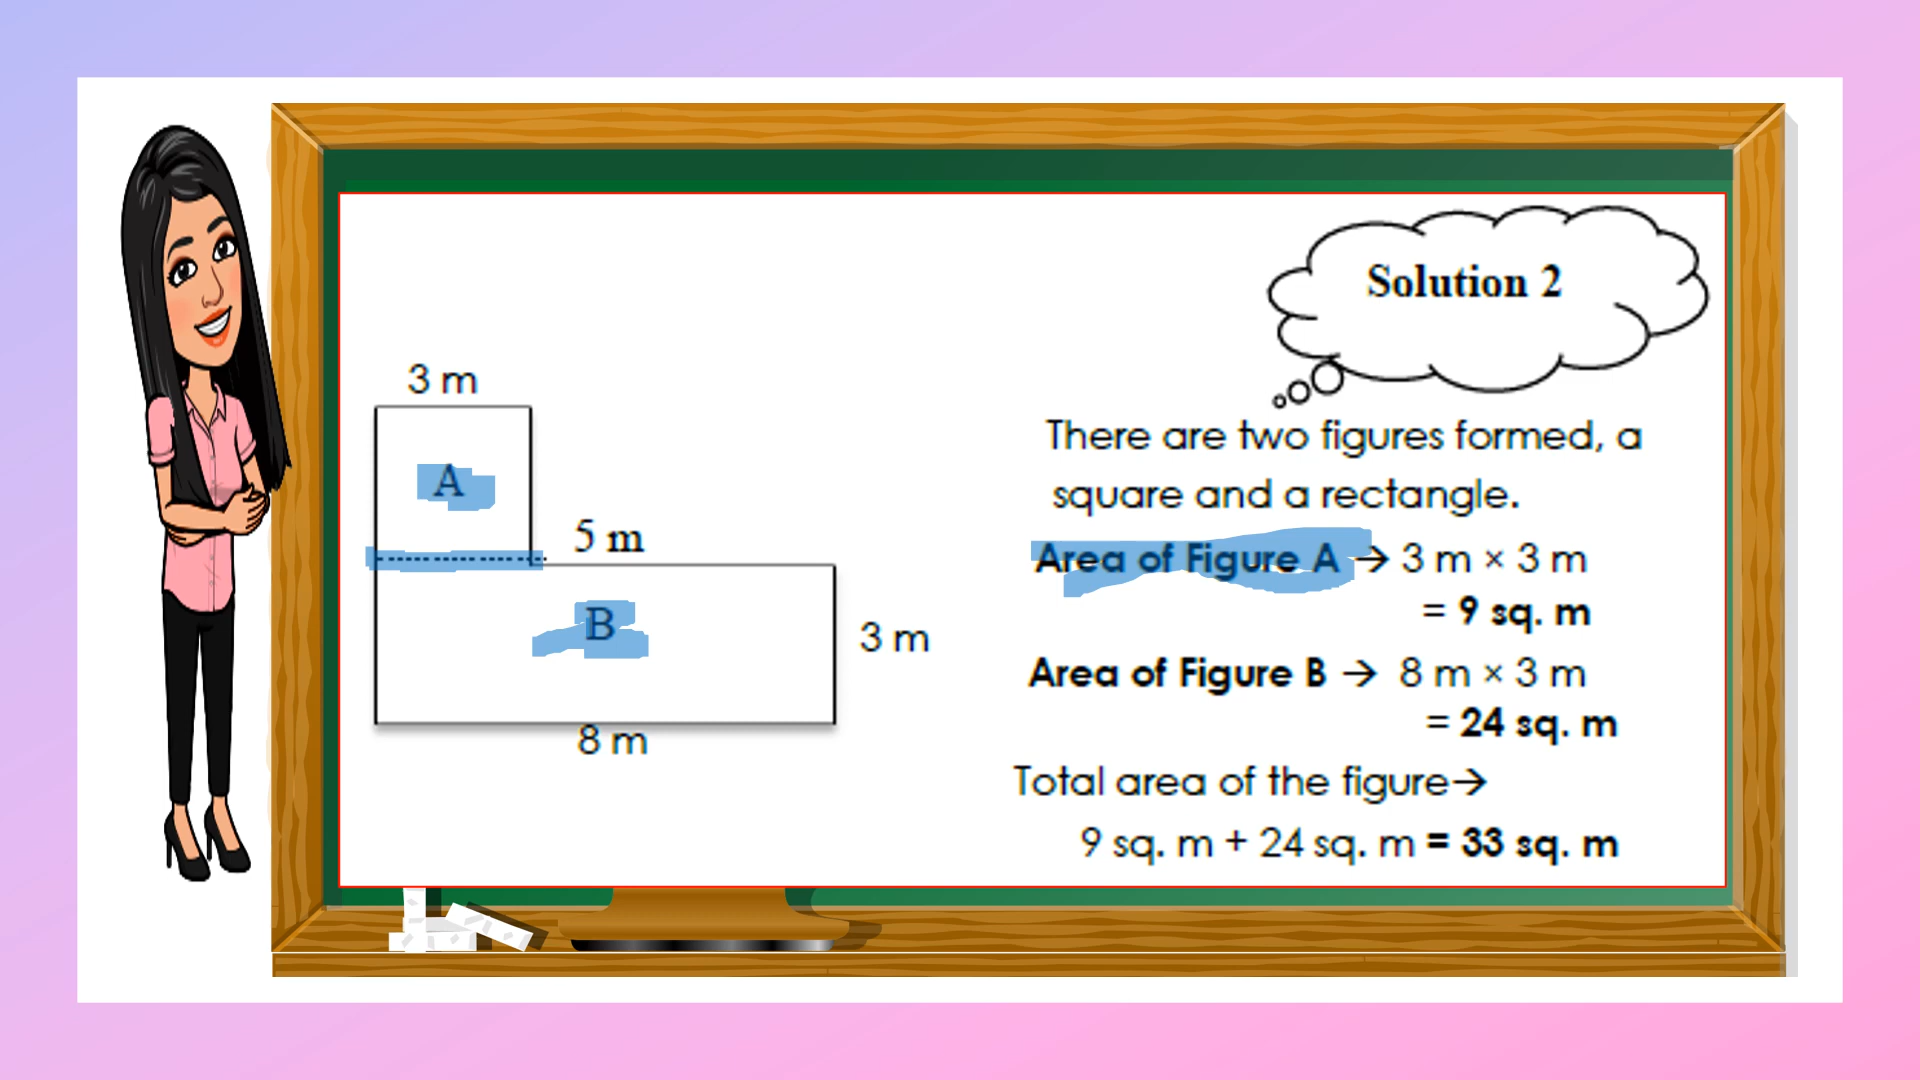 Solution 2
3 m
A
5 m
B
3 m
8 m
There are two figures formed, a
square and a rectangle.
Area of Figure A → 3 m × 3 m
= 9 sq. m
Area of Figure B → 8 m × 3 m
= 24 sq. m
Total area of the figure→
9 sq. m + 24 sq. m = 33 sq. m